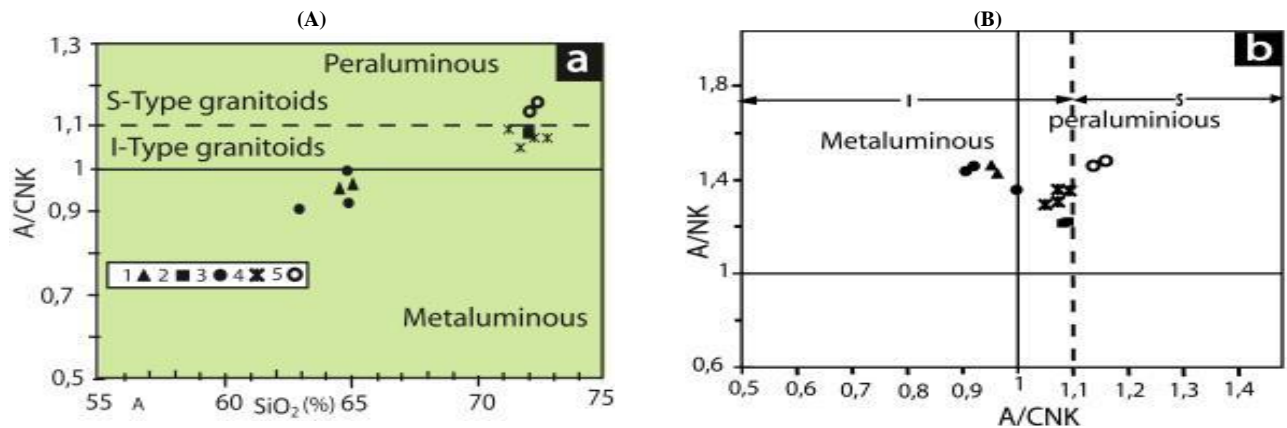 (A)
1,3
Peraluminous
a
S-Type granitoids
1,1
I-Type granitoids
1
A/CNK
0,9
1 2 3 4 5
0,7
Metaluminous
0,5
55 A 60 SiO2 (%) 65 70 75
(B)
b
1,8
I S
peraluminious
Metaluminous
1,4
A/NK
1
0,6
0,5 0,6 0,7 0,8 0,9 1 1,1 1,2 1,3 1,4
A/CNK